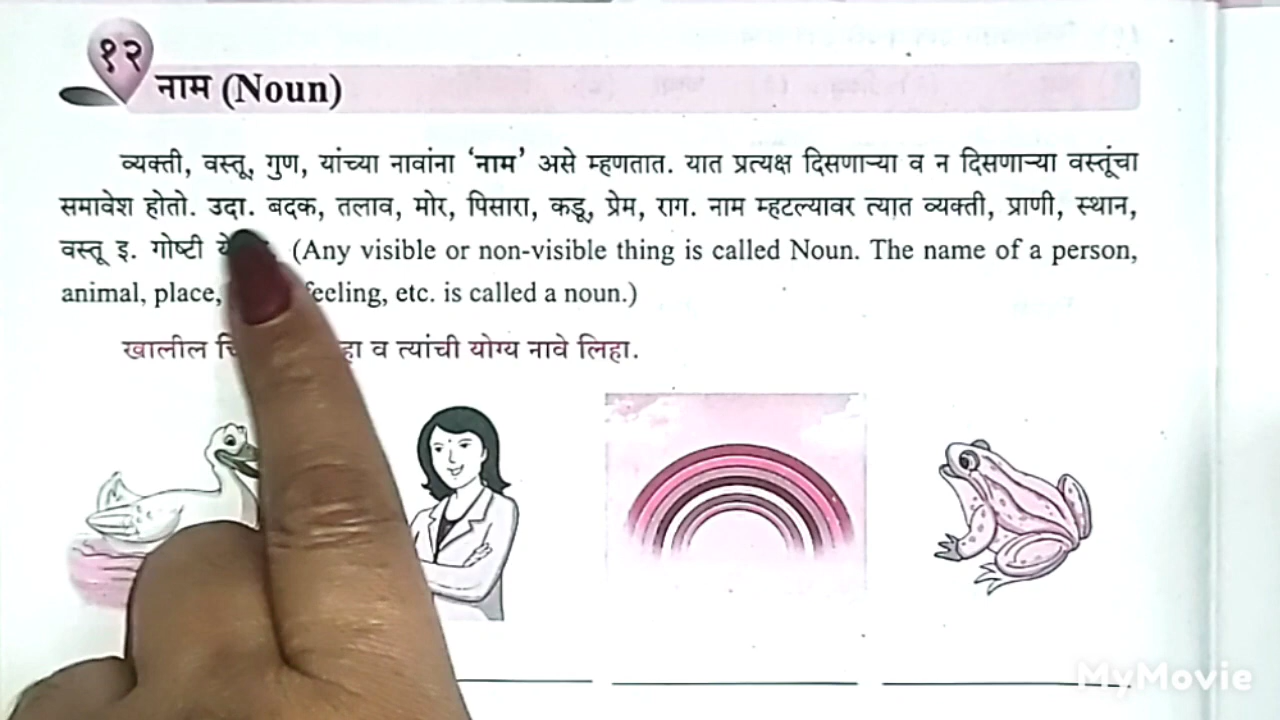 १२
नाम (Noun)
व्यक्ती, वस्तू, गुण, यांच्या नावांना ‘नाम’ असे म्हणतात. यात प्रत्यक्ष दिसणाऱ्या व न दिसणाऱ्या वस्तूंचा
समावेश होतो. उदा. बदक, तलाव, मोर, पिसारा, कडू, प्रेम, राग. नाम म्हटल्यावर त्यात व्यक्ती, प्राणी, स्थान,
वस्तू इ. गोष्टी (Any visible or non-visible thing is called Noun. The name of a person,
animal, place, feeling, etc. is called a noun.)
खालील व त्यांची योग्य नावे लिहा.
MyMovie